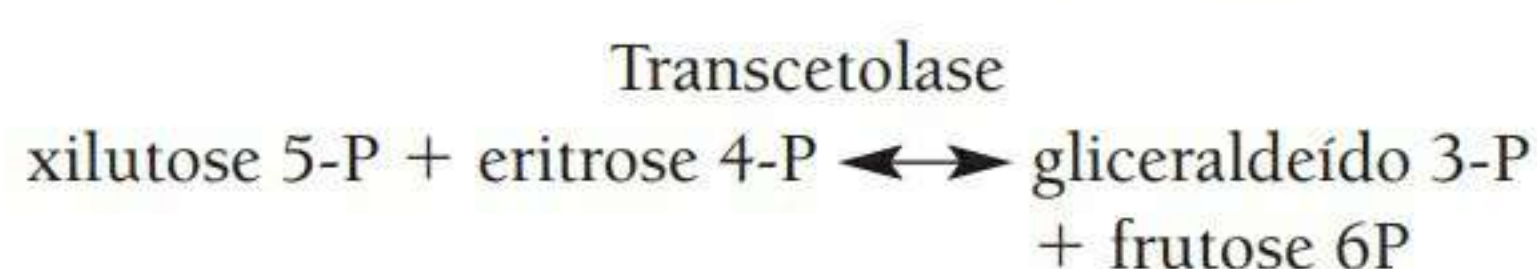 Transcetolase
xilutose 5-P + eritrose 4-P ◄─► gliceraldeído 3-P
+ frutose 6P